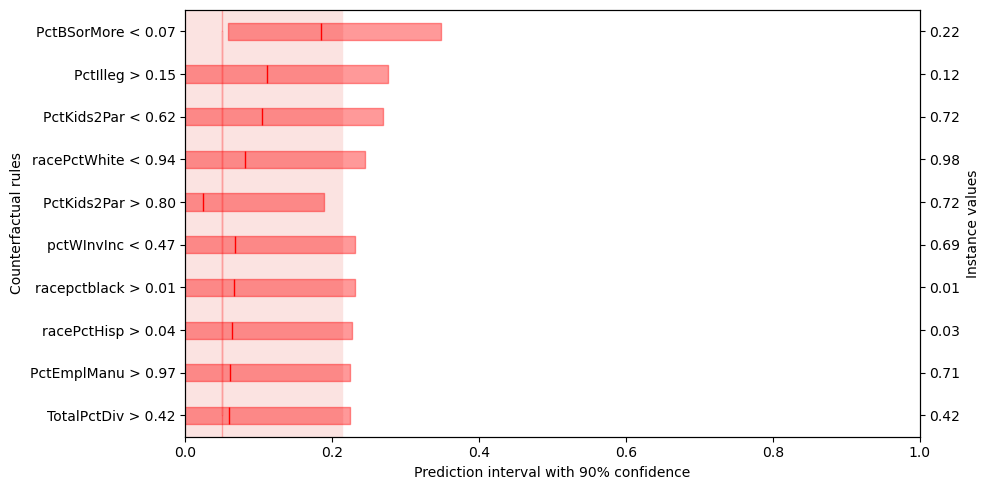 PctBSorMore < 0.07 0.22
PctIlleg > 0.15 0.12
PctKids2Par < 0.62 0.72
racePctWhite < 0.94 0.98
PctKids2Par > 0.80 0.72
pctWInvInc < 0.47 0.69
racepctblack > 0.01 0.01
racePctHisp > 0.04 0.03
PctEmplManu > 0.97 0.71
TotalPctDiv > 0.42 0.42
Counterfactual rules
Instance values
0.0 0.2 0.4 0.6 0.8 1.0
Prediction interval with 90% confidence